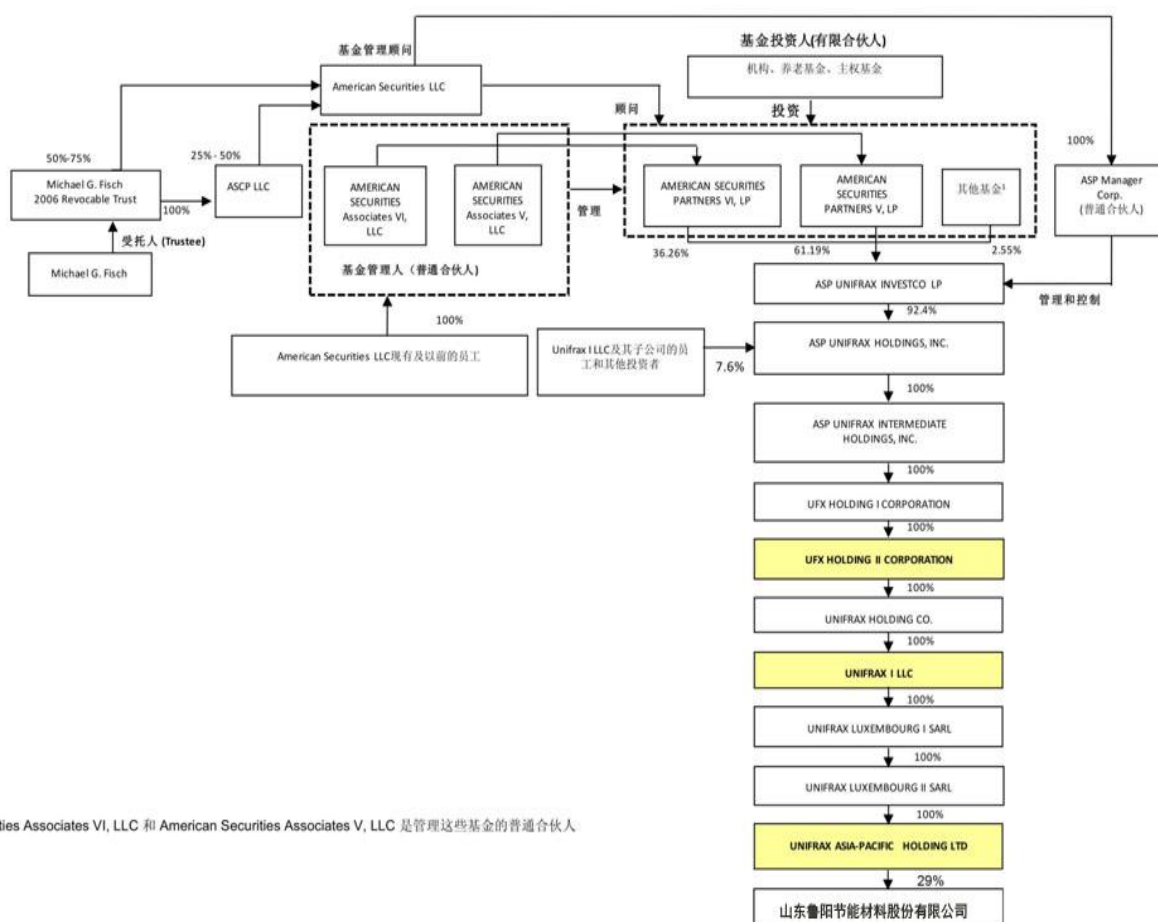 基金投资人(有限合伙人)
基金管理顾问
机构、养老基金、主权基金
American Securities LLC
顾问
投资
50%-75%
25% - 50%
100%
Michael G. Fisch
2006 Revocable Trust
100%
ASCP LLC
AMERICAN
SECURITIES
Associates VI,
LLC
AMERICAN
SECURITIES
Associates V,
LLC
管理
AMERICAN SECURITIES
PARTNERS VI, LP
AMERICAN
SECURITIES
PARTNERS V, LP
其他基金1
ASP Manager
Corp.
(普通合伙人)
受托人 (Trustee)
Michael G. Fisch
基金管理人（普通合伙人）
36.26%
61.19%
2.55%
ASP UNIFRAX INVESTCO LP
管理和控制
100%
92.4%
American Securities LLC现有及以前的员工
Unifrax I LLC及其子公司的员
工和其他投资者
7.6%
ASP UNIFRAX HOLDINGS, INC.
100%
ASP UNIFRAX INTERMEDIATE
HOLDINGS, INC.
100%
UFX HOLDING I CORPORATION
100%
UFX HOLDING II CORPORATION
100%
UNIFRAX HOLDING CO.
100%
UNIFRAX I LLC
100%
UNIFRAX LUXEMBOURG I SARL
100%
UNIFRAX LUXEMBOURG II SARL
100%
ties Associates VI, LLC 和 American Securities Associates V, LLC 是管理这些基金的普通合伙人
UNIFRAX ASIA-PACIFIC HOLDING LTD
29%
山东鲁阳节能材料股份有限公司